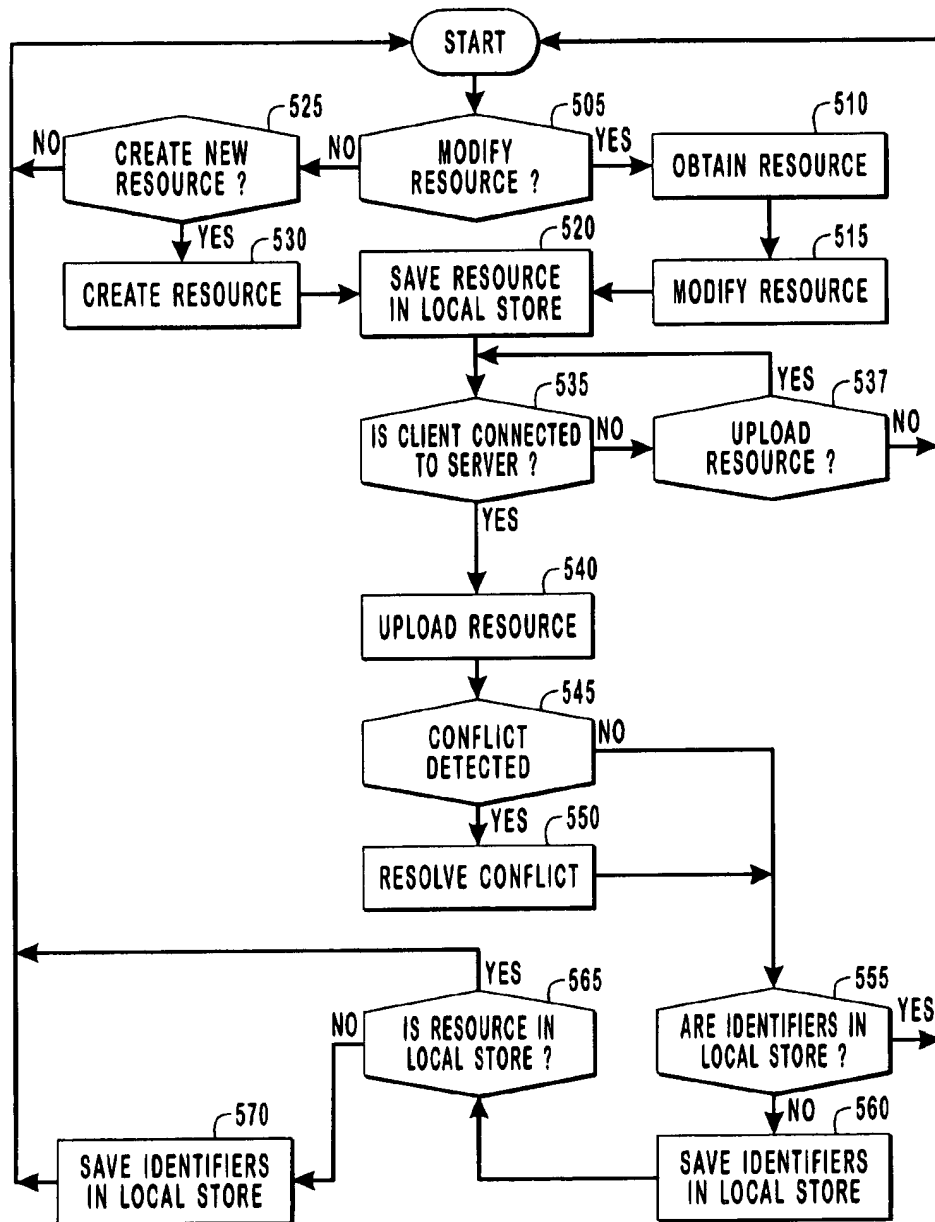 START
525
505
510
NO
CREATE NEW
RESOURCE ?
NO
MODIFY
RESOURCE ?
YES
OBTAIN RESOURCE
YES
530
520
515
CREATE RESOURCE
SAVE RESOURCE
IN LOCAL STORE
MODIFY RESOURCE
535
YES
537
IS CLIENT CONNECTED
TO SERVER ?
NO
UPLOAD
RESOURCE ?
NO
YES
540
UPLOAD RESOURCE
545
CONFLICT
DETECTED
NO
YES
550
RESOLVE CONFLICT
YES
565
555
NO
IS RESOURCE IN
LOCAL STORE ?
ARE IDENTIFIERS IN
LOCAL STORE ?
YES
NO
570
560
SAVE IDENTIFIERS
IN LOCAL STORE
SAVE IDENTIFIERS
IN LOCAL STORE